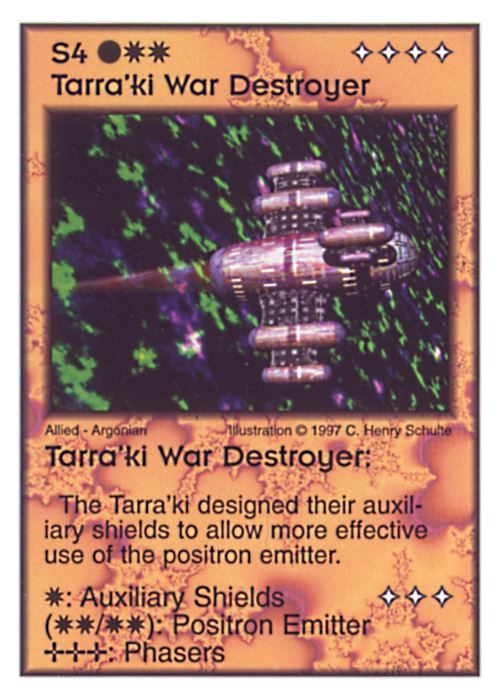 S4 ●✷✷ ✧✧✧✧
Tarra'ki War Destroyer
Allied - Argonian Illustration © 1997 C. Henry Schulte
Tarra'ki War Destroyer:
The Tarra'ki designed their auxil-
iary shields to allow more effective
use of the positron emitter.
✷: Auxiliary Shields ✧✧✧
(✷✷/✷✷): Positron Emitter
✢✢✢: Phasers